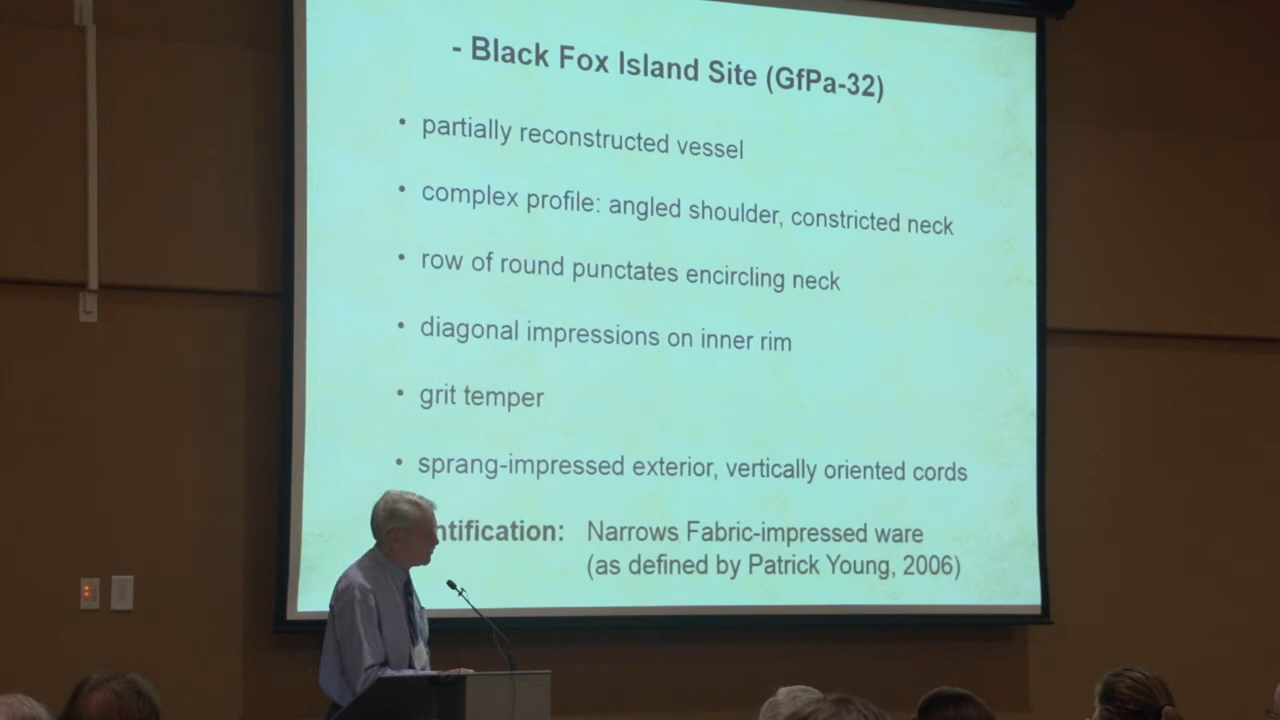 - Black Fox Island Site (GfPa-32)
• partially reconstructed vessel
• complex profile: angled shoulder, constricted neck
• row of round punctates encircling neck
• diagonal impressions on inner rim
• grit temper
• sprang-impressed exterior, vertically oriented cords
ntification: Narrows Fabric-impressed ware
(as defined by Patrick Young, 2006)